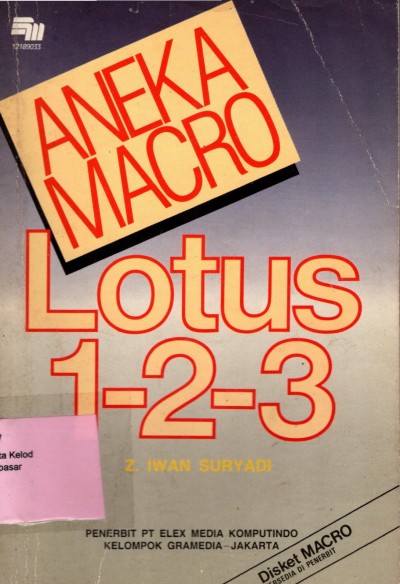 12189033
ANEKA
MACRO
Lotus
1-2-3
Z. IWAN SURYADI
ta Kelod
pasar
PENERBIT PT ELEX MEDIA KOMPUTINDO
KELOMPOK GRAMEDIA-JAKARTA
Disket MACRO
TERSEDIA DI PENERBIT